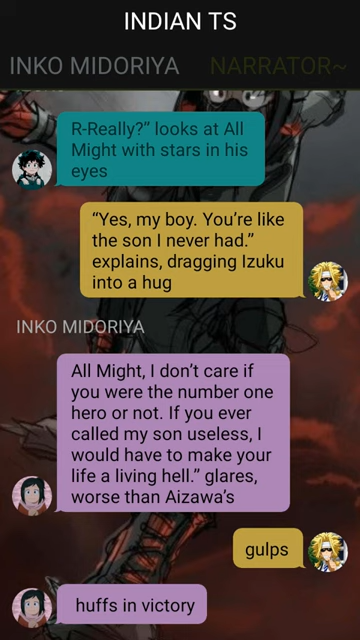 INDIAN TS
INKO MIDORIYA NARRATOR~
R-Really?” looks at All
Might with stars in his
eyes
“Yes, my boy. You’re like
the son I never had.”
explains, dragging Izuku
into a hug
INKO MIDORIYA
All Might, I don’t care if
you were the number one
hero or not. If you ever
called my son useless, I
would have to make your
life a living hell.” glares,
worse than Aizawa’s
gulps
huffs in victory